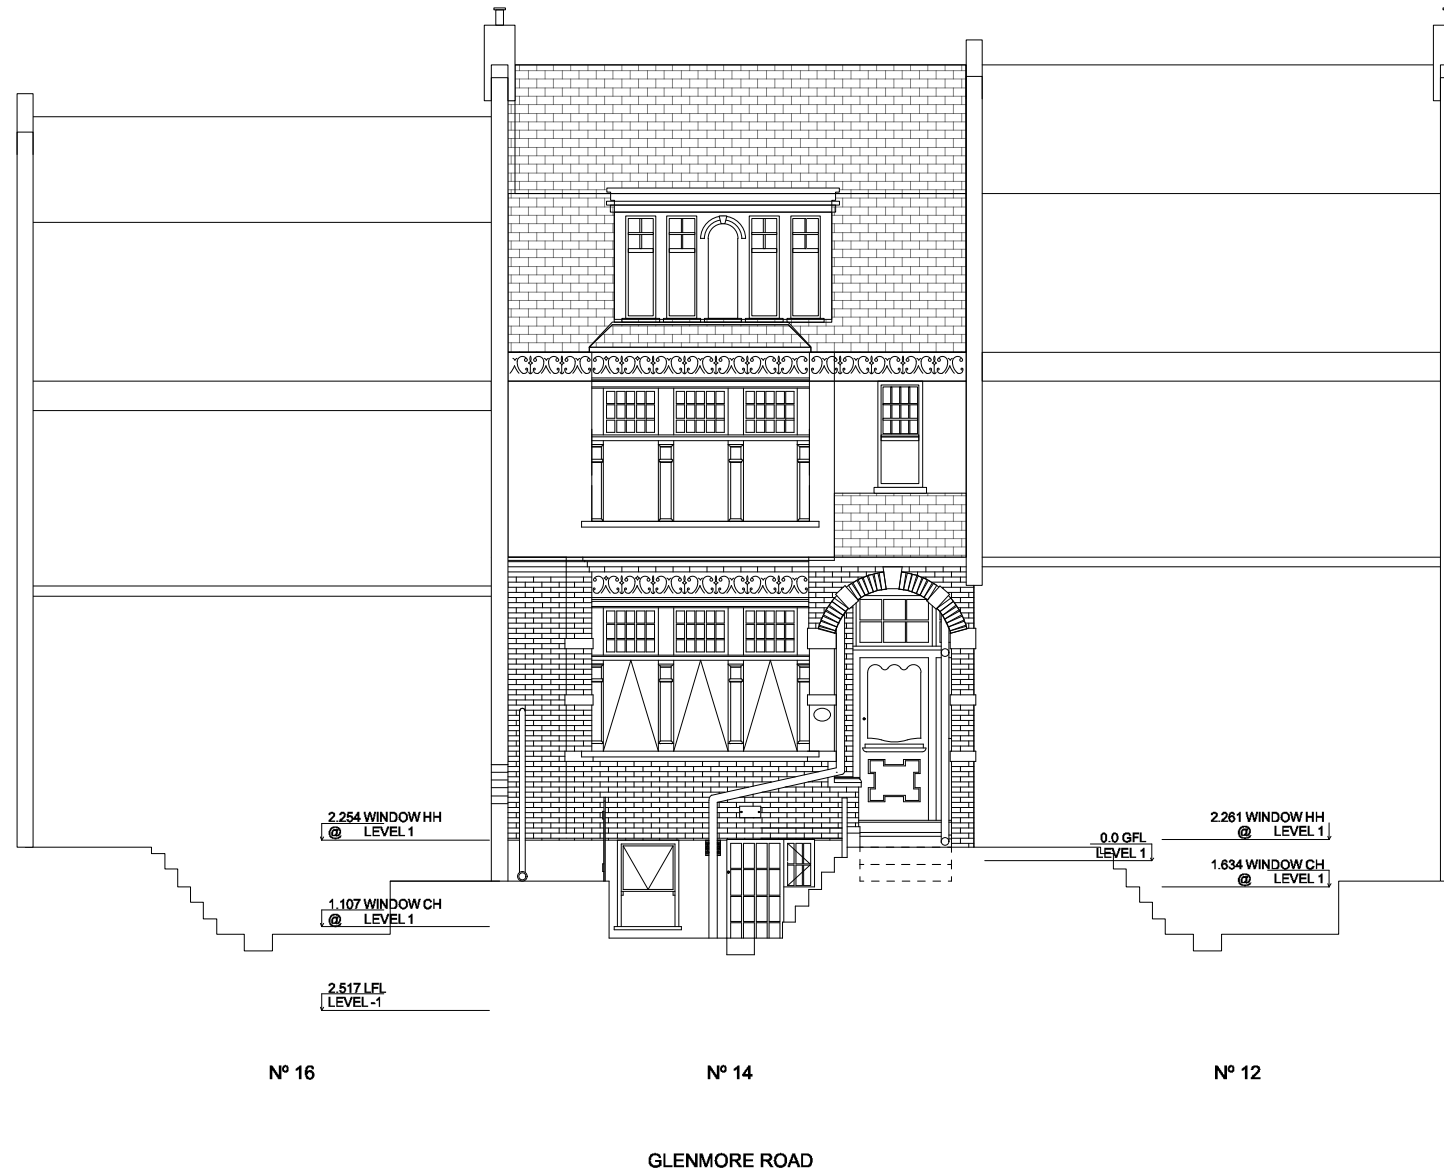 2.254 WINDOW HH
@ LEVEL 1
1.107 WINDOW CH
@ LEVEL 1
2.517 LFL
LEVEL -1
2.261 WINDOW HH
@ LEVEL 1
0.0 GFL
LEVEL 1
1.634 WINDOW CH
@ LEVEL 1
Nº 16
Nº 14
Nº 12
GLENMORE ROAD